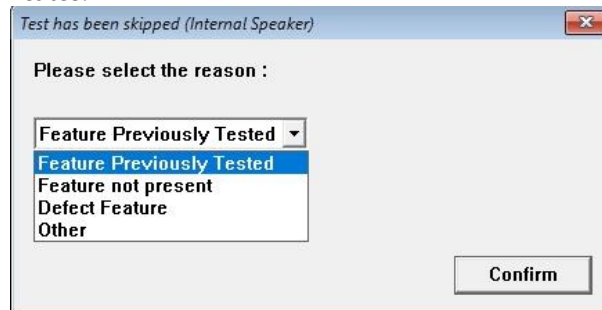 Test has been skipped (Internal Speaker)
Please select the reason :
Feature Previously Tested
Feature Previously Tested
Feature not present
Defect Feature
Other
Confirm